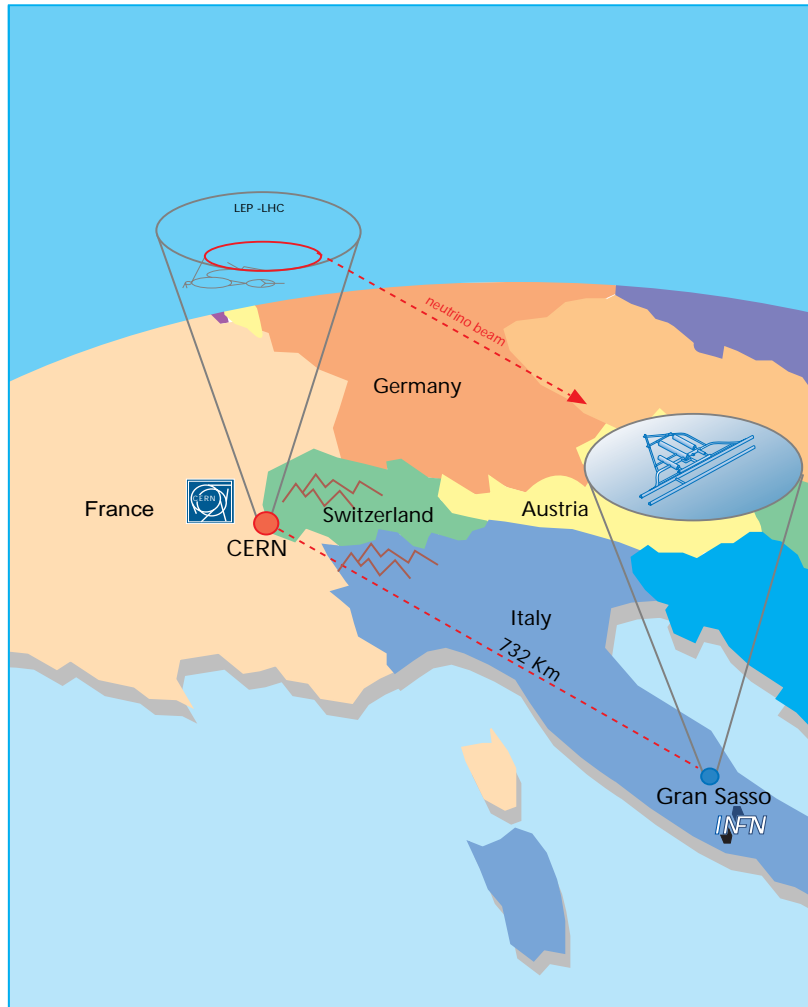 LEP -LHC
neutrino beam
Germany
France
CERN
Switzerland
Austria
CERN
Italy
732 Km
Gran Sasso
INFN